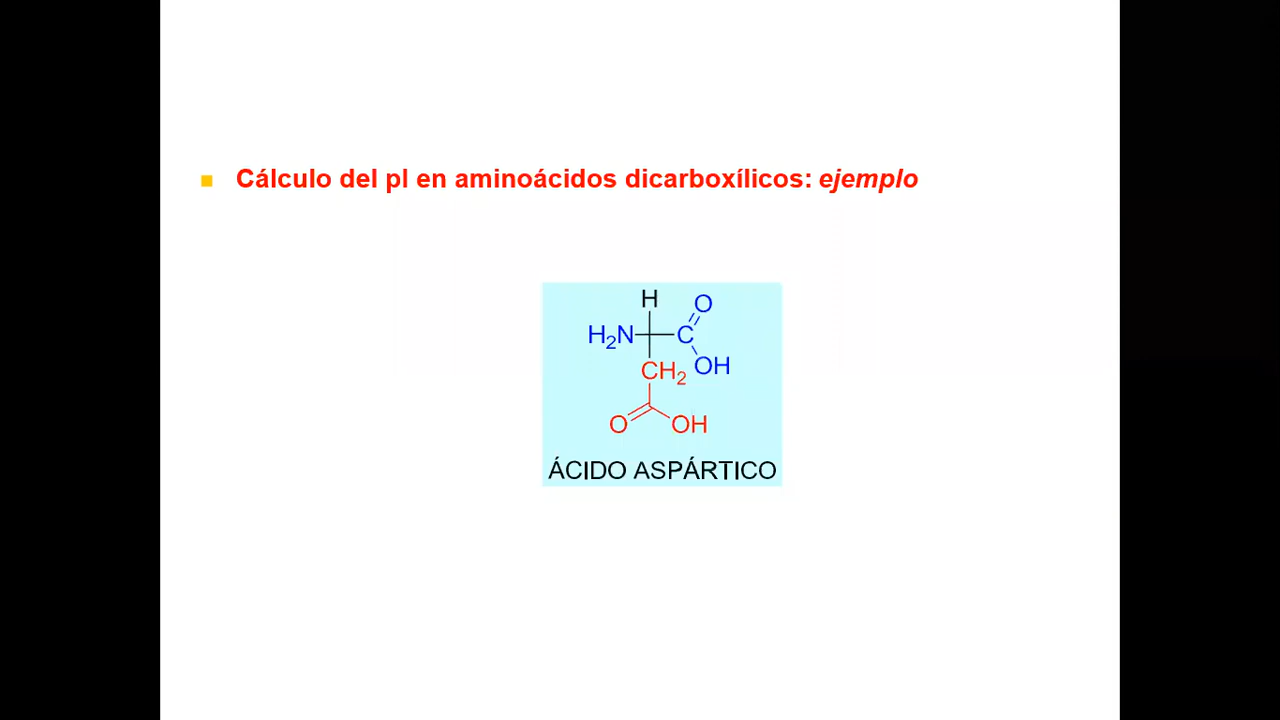 Cálculo del pI en aminoácidos dicarboxílicos: ejemplo
H
O
H₂N
C
OH
CH₂
O
OH
ÁCIDO ASPÁRTICO